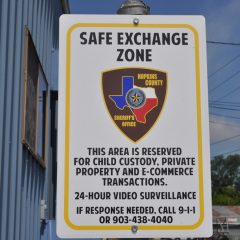 SAFE EXCHANGE
ZONE
HOPKINS
COUNTY
SHERIFF'S
OFFICE
THIS AREA IS RESERVED
FOR CHILD CUSTODY, PRIVATE
PROPERTY AND E-COMMERCE
TRANSACTIONS.
24-HOUR VIDEO SURVEILLANCE
IF RESPONSE NEEDED, CALL 9-1-1
OR 903-438-4040